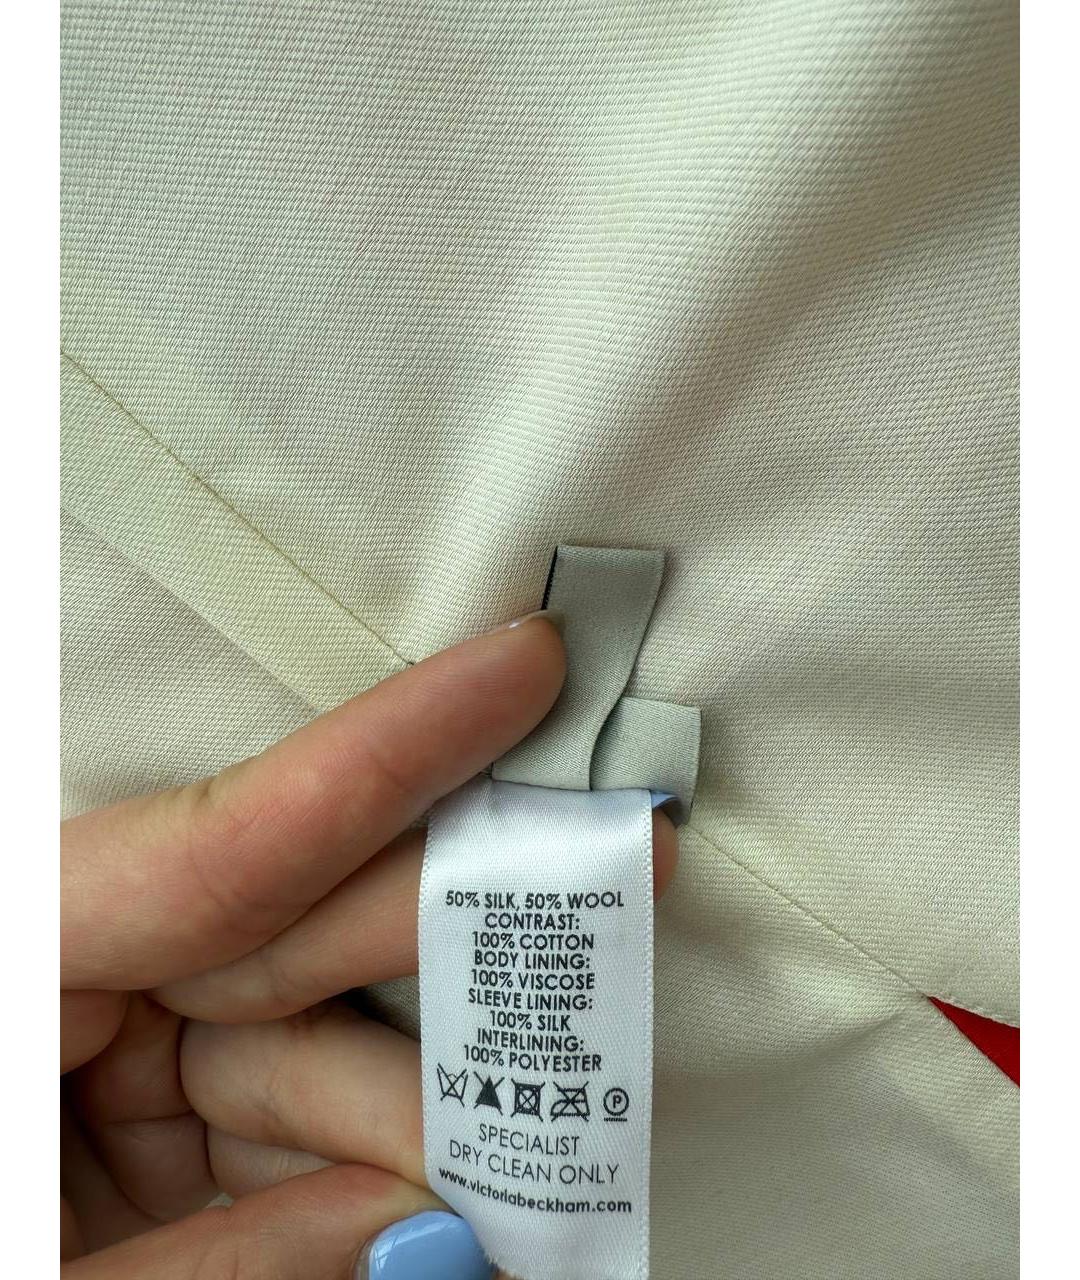 50% SILK, 50% WOOL
CONTRAST:
100% COTTON
BODY LINING:
100% VISCOSE
SLEEVE LINING:
100% SILK
INTERLINING:
100% POLYESTER
P
SPECIALIST
DRY CLEAN ONLY
www.victoriabeckham.com